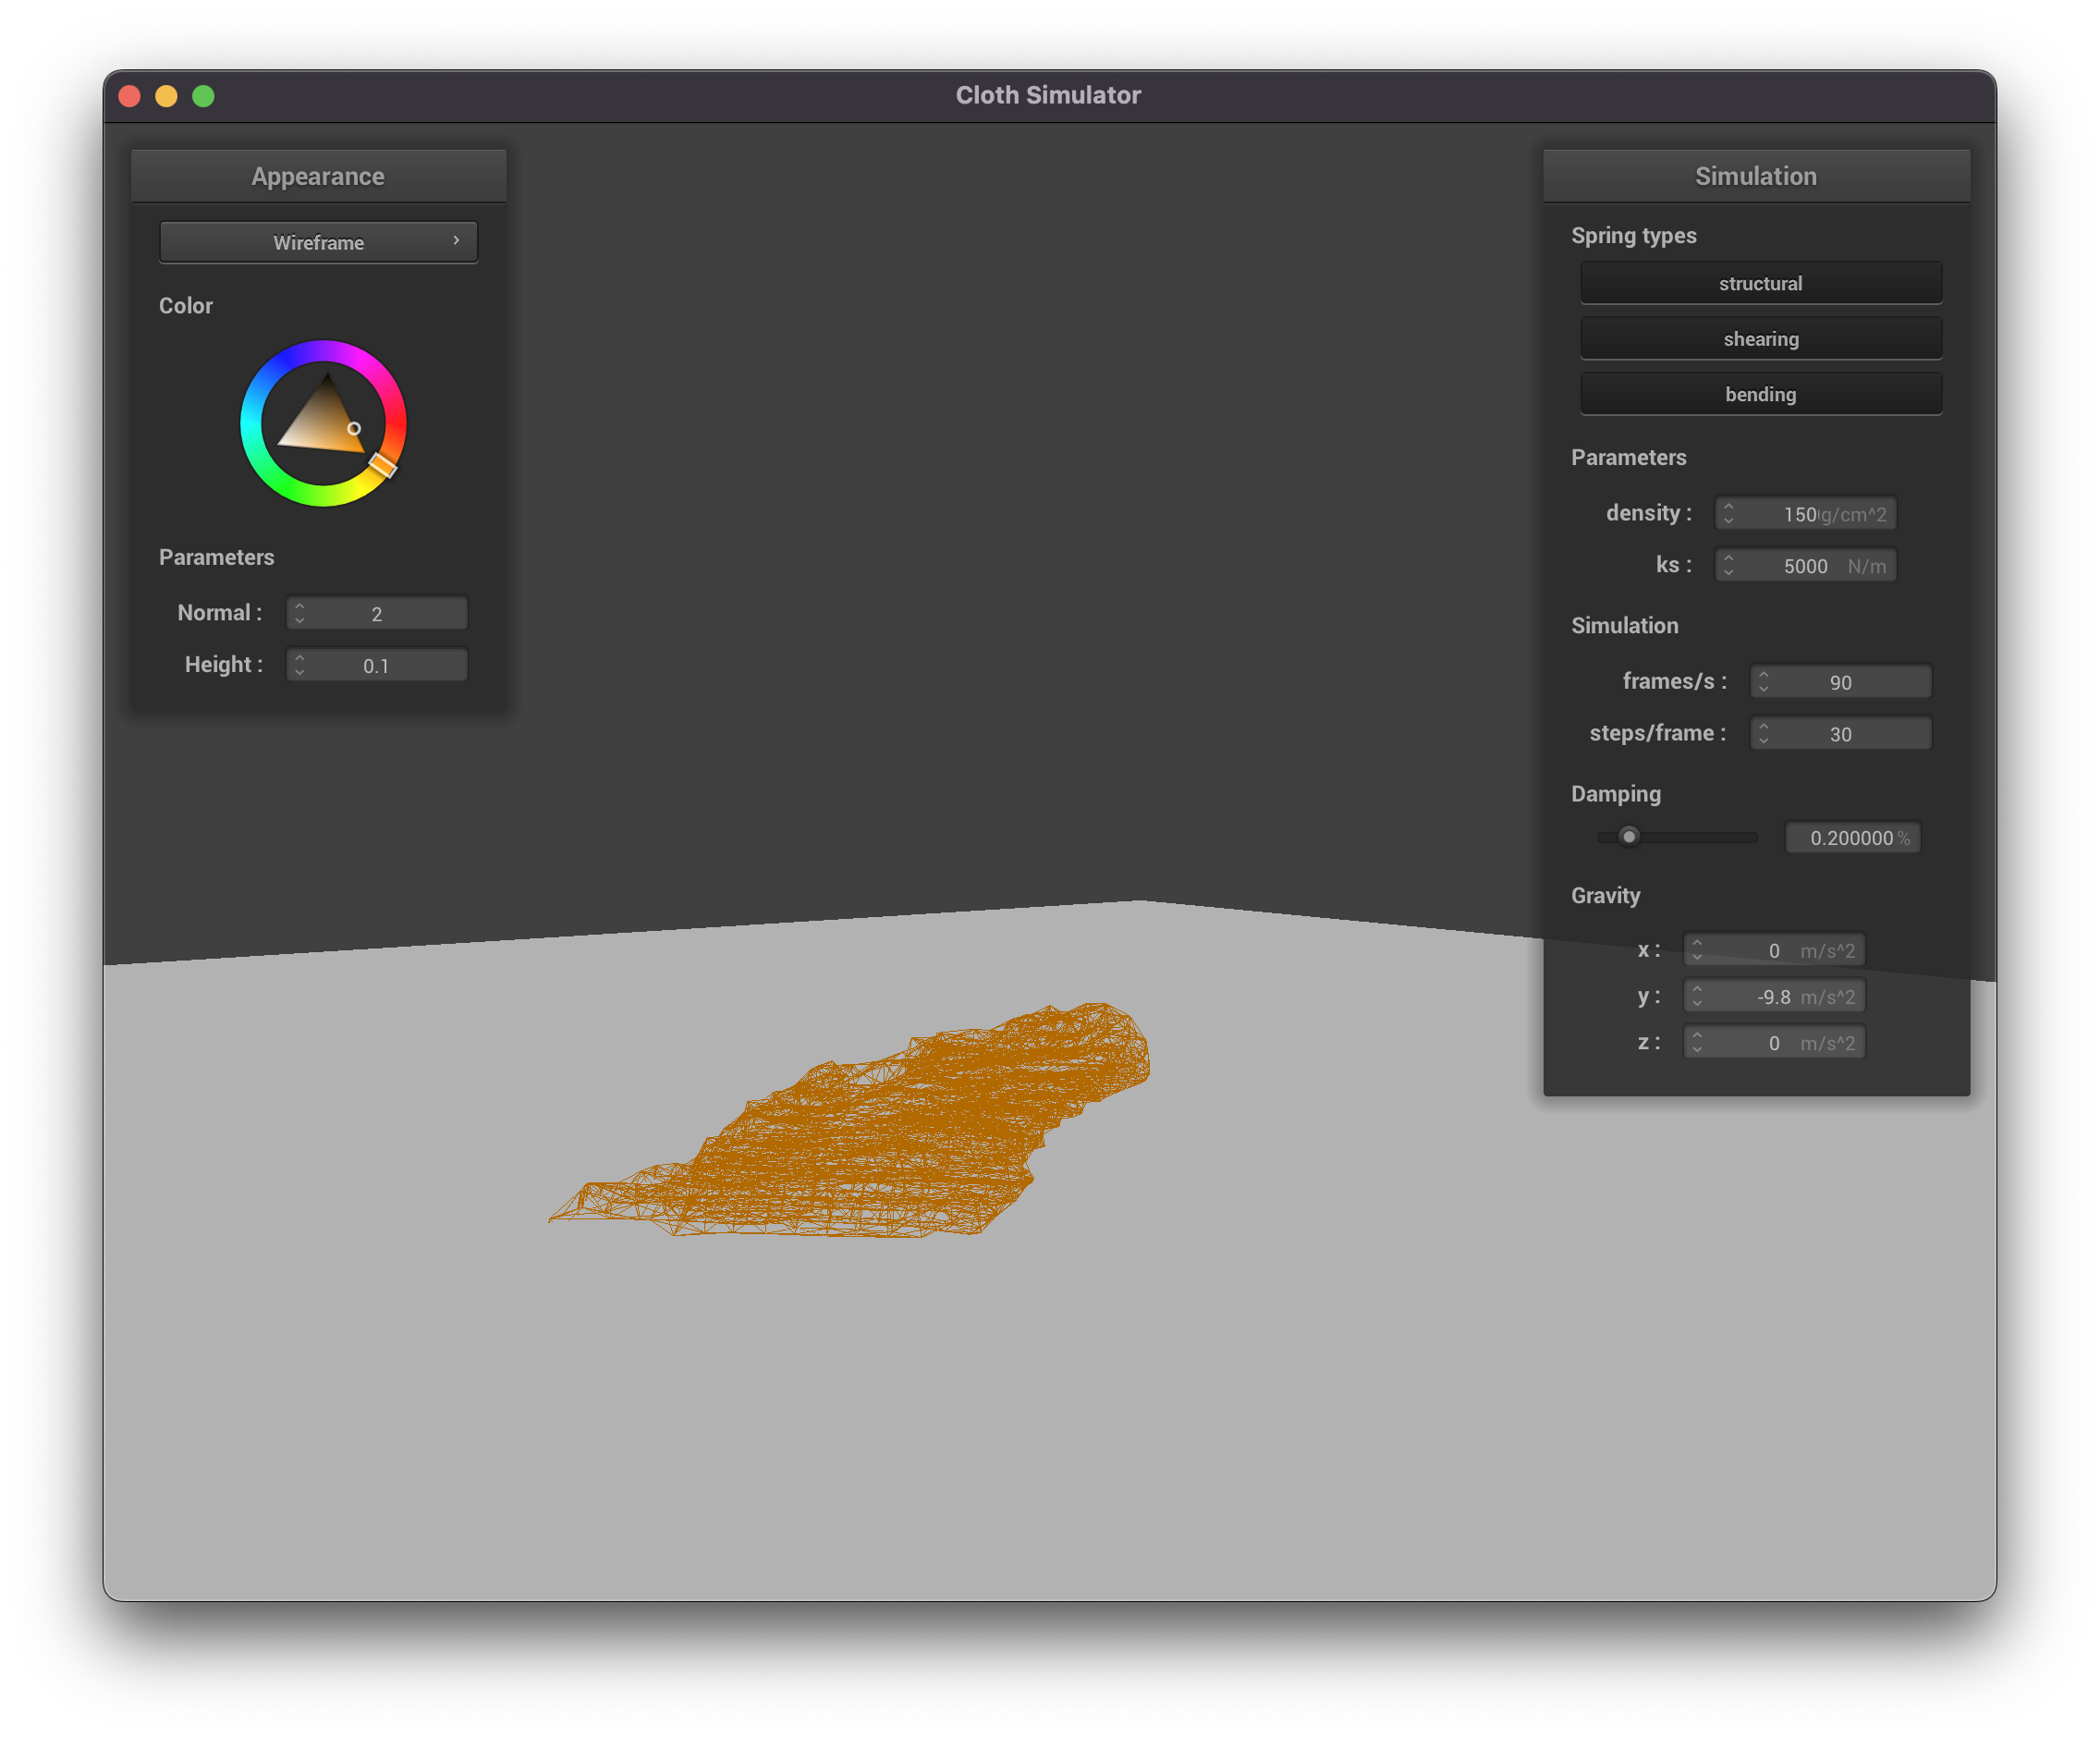 Cloth Simulator
Appearance
Wireframe
Color
Parameters
Normal : 2
Height : 0.1
Simulation
Spring types
structural
shearing
bending
Parameters
density : 150 g/cm^2
ks : 5000 N/m
Simulation
frames/s : 90
steps/frame : 30
Damping
0.200000 %
Gravity
x : 0 m/s^2
y : -9.8 m/s^2
z : 0 m/s^2